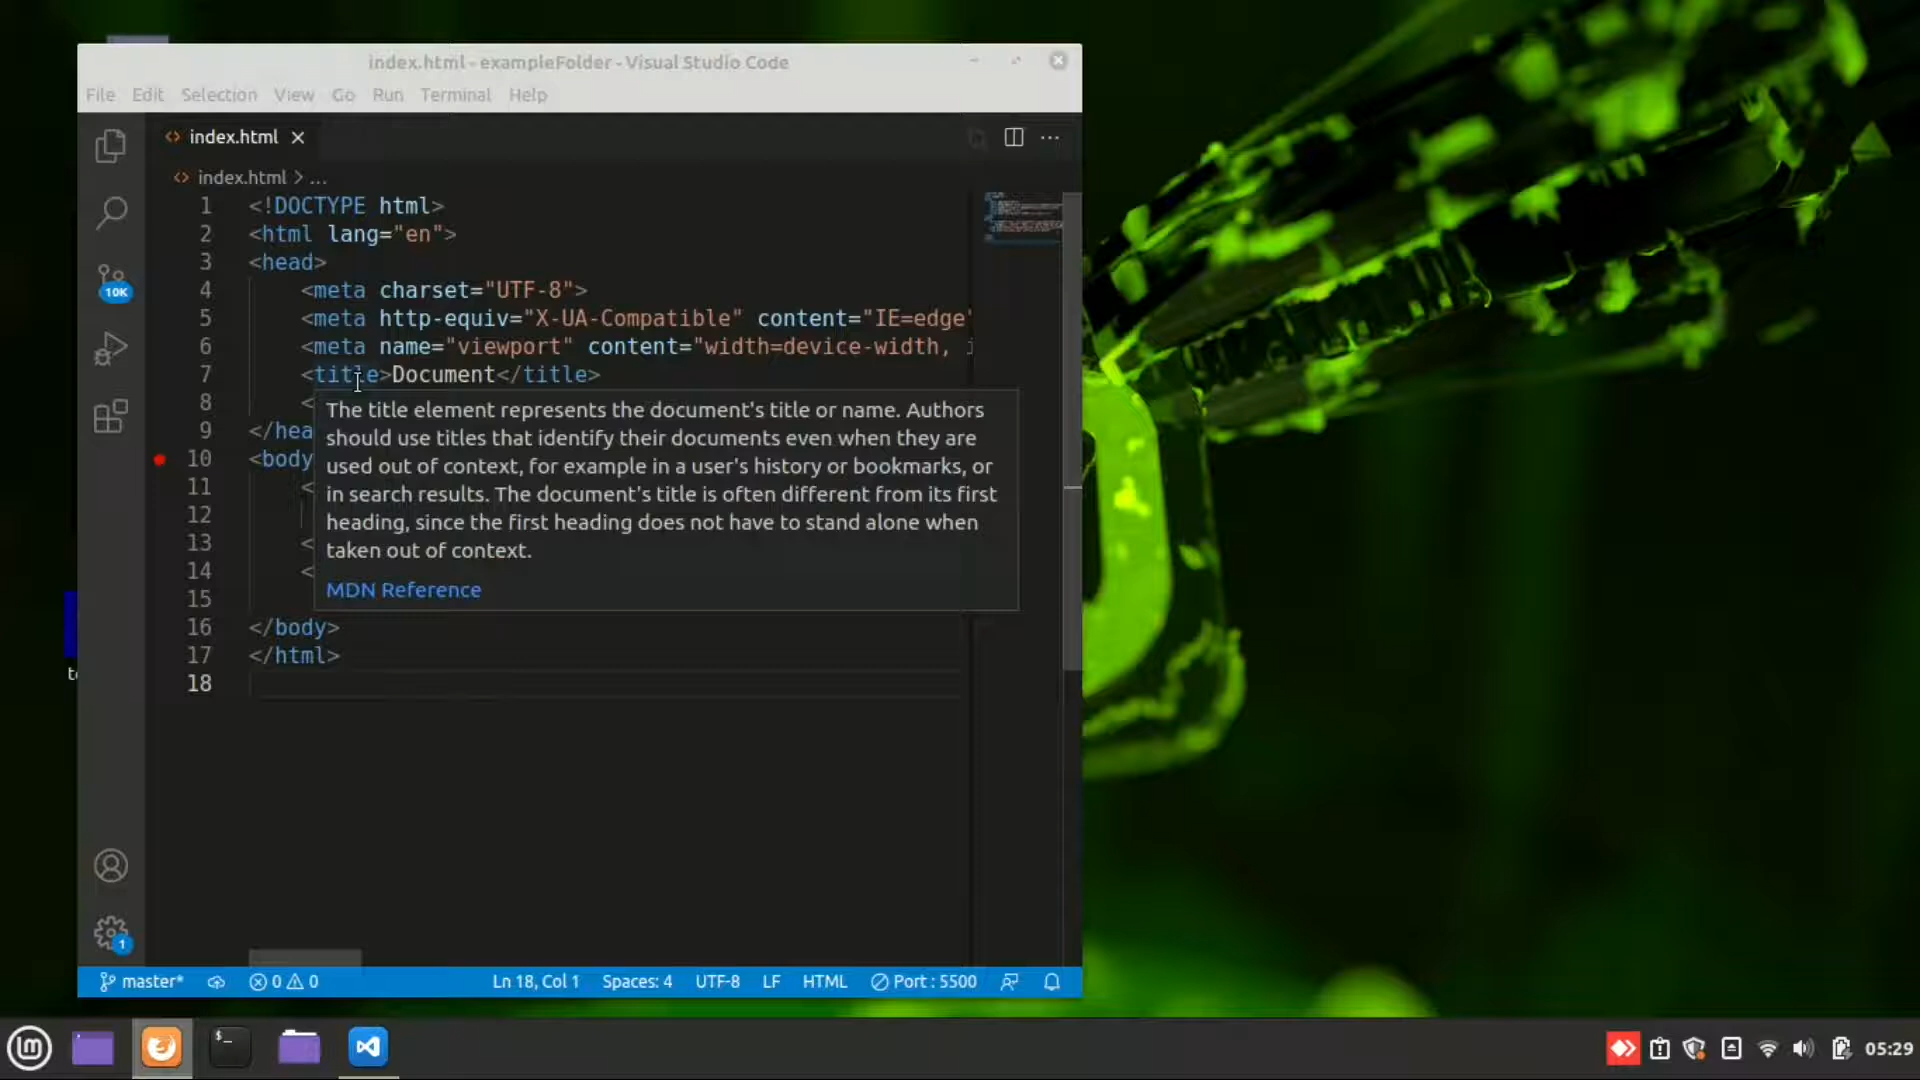 index.html - exampleFolder - Visual Studio Code
File Edit Selection View Go Run Terminal Help
index.html
index.html > ...
1 <!DOCTYPE html>
2 <html lang="en">
3 <head>
4 <meta charset="UTF-8">
5 <meta http-equiv="X-UA-Compatible" content="IE=edge"
6 <meta name="viewport" content="width=device-width, i
7 <title>Document</title>
8 <
9 </hea
10 <body
11 <
12
13 <
14 <
15
16 </body>
17 </html>
18
The title element represents the document's title or name. Authors
should use titles that identify their documents even when they are
used out of context, for example in a user's history or bookmarks, or
in search results. The document's title is often different from its first
heading, since the first heading does not have to stand alone when
taken out of context.
MDN Reference
10K
1
te
master* 0 0 Ln 18, Col 1 Spaces: 4 UTF-8 LF HTML Port : 5500
$_
05:29